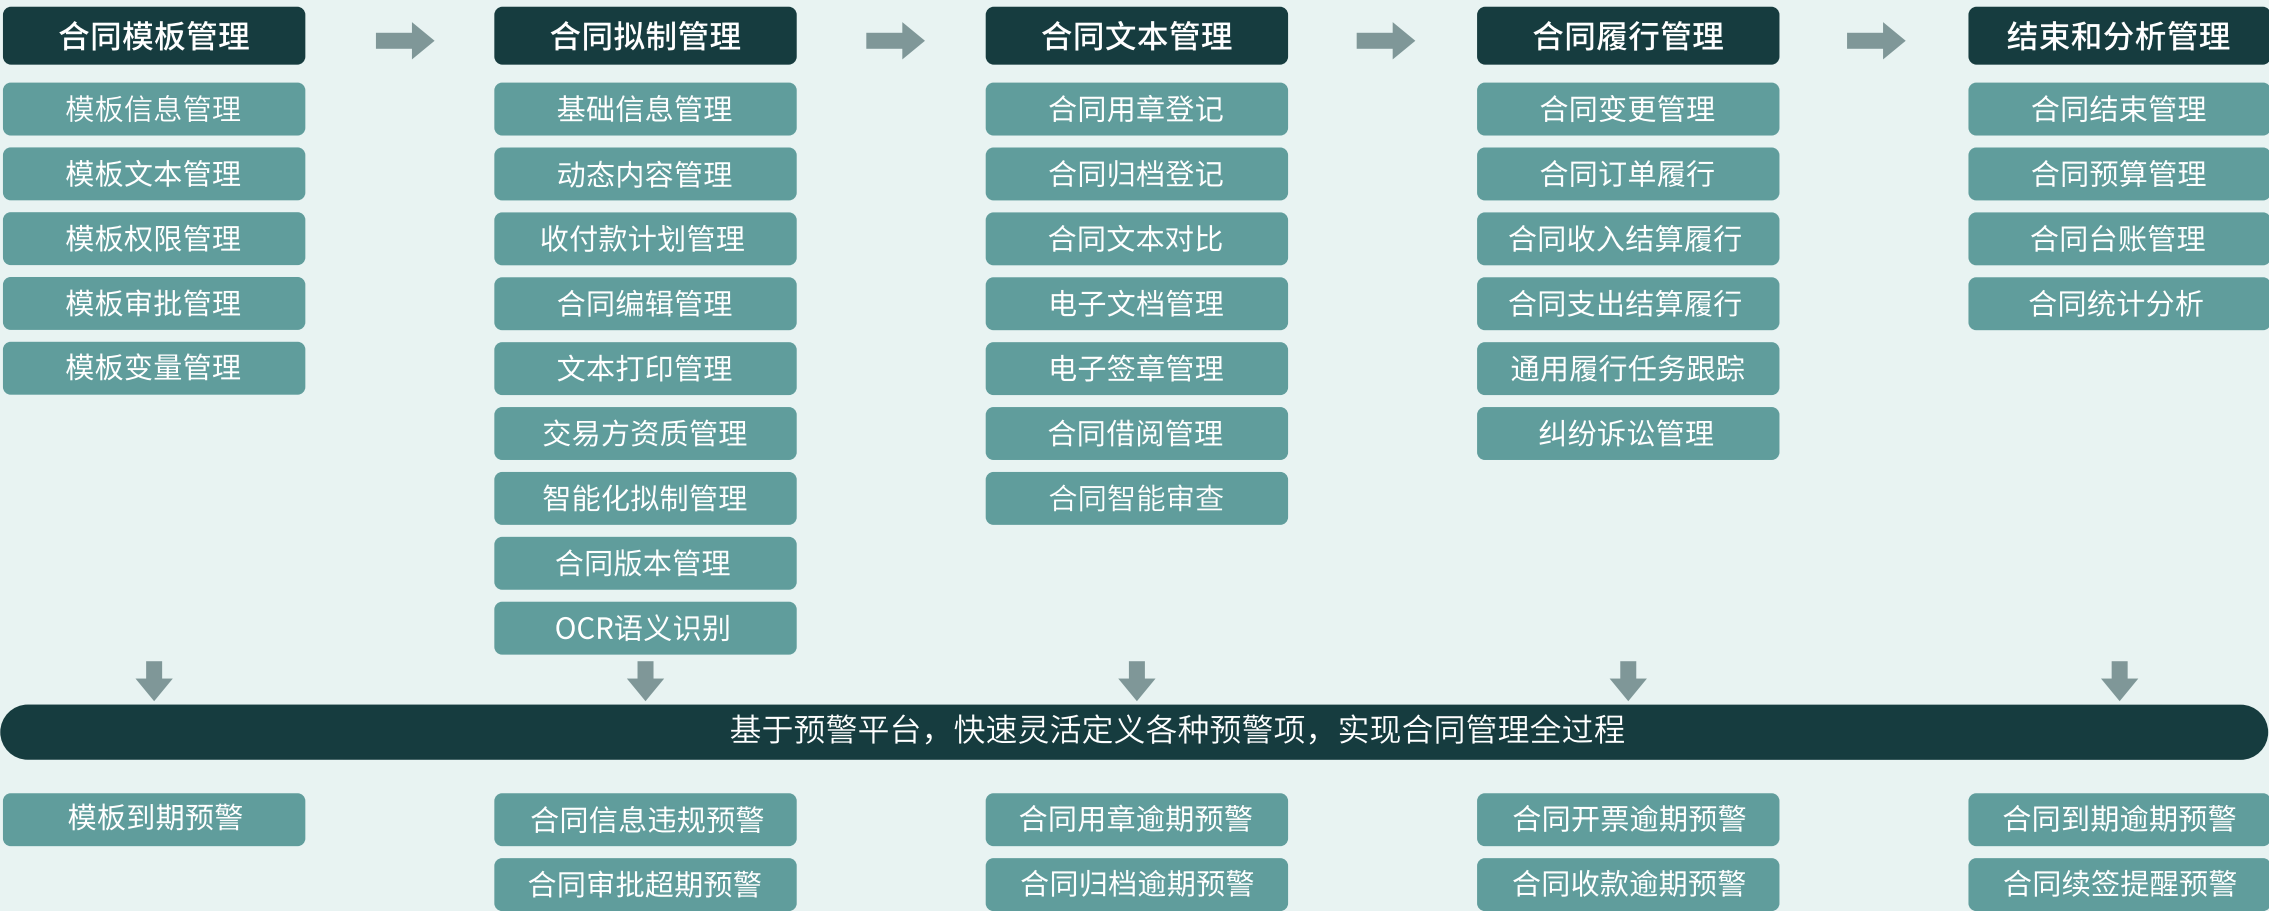 合同模板管理
模板信息管理
模板文本管理
模板权限管理
模板审批管理
模板变量管理
合同拟制管理
基础信息管理
动态内容管理
收付款计划管理
合同编辑管理
文本打印管理
交易方资质管理
智能化拟制管理
合同版本管理
OCR语义识别
合同文本管理
合同用章登记
合同归档登记
合同文本对比
电子文档管理
电子签章管理
合同借阅管理
合同智能审查
合同履行管理
合同变更管理
合同订单履行
合同收入结算履行
合同支出结算履行
通用履行任务跟踪
纠纷诉讼管理
结束和分析管理
合同结束管理
合同预算管理
合同台账管理
合同统计分析
基于预警平台，快速灵活定义各种预警项，实现合同管理全过程
模板到期预警
合同信息违规预警
合同审批超期预警
合同用章逾期预警
合同归档逾期预警
合同开票逾期预警
合同收款逾期预警
合同到期逾期预警
合同续签提醒预警